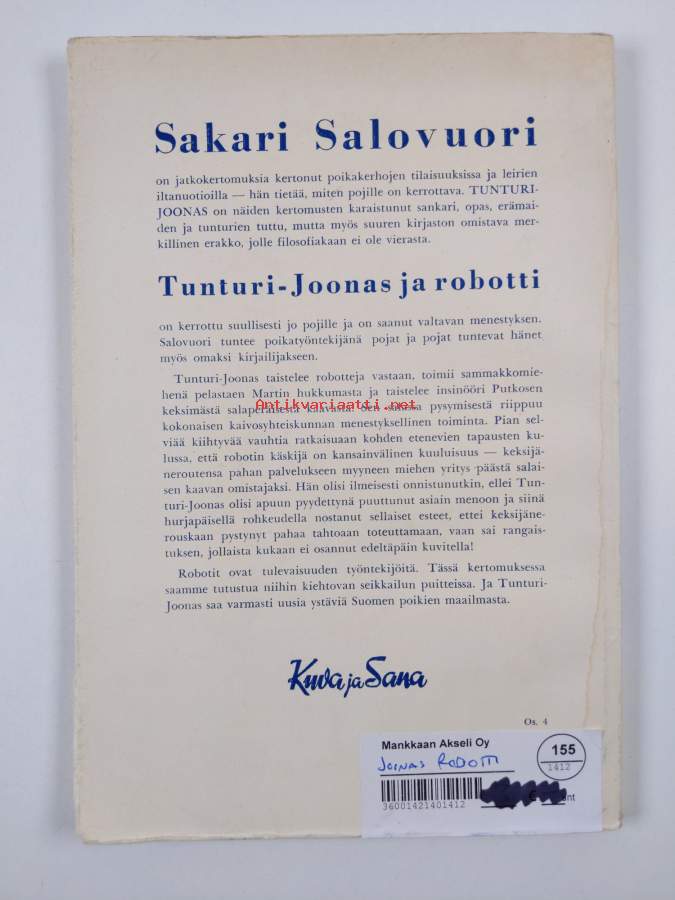 Sakari Salovuori
on jatkokertomuksia kertonut poikakerhojen tilaisuuksissa ja leirien
iltanuotioilla — hän tietää, miten pojille on kerrottava. TUNTURI-
JOONAS on näiden kertomusten karaistunut sankari, opas, erämai-
den ja tunturien tuttu, mutta myös suuren kirjaston omistava mer-
killinen erakko, jolle filosofiakaan ei ole vierasta.
Tunturi-Joonas ja robotti
on kerrottu suullisesti jo pojille ja on saanut valtavan menestyksen.
Salovuori tuntee poikatyöntekijänä pojat ja pojat tuntevat hänet
myös omaksi kirjailijakseen.
Tunturi-Joonas taistelee robotteja vastaan, toimii sammakkomie-
henä pelastaen Martin hukkumasta ja taistelee insinööri Putkosen
keksimästä salaperäisestä kaavasta. Sen salassa pysymisestä riippuu
Antikvariaatti.net
kokonaisen kaivosyhteiskunnan menestyksellinen toiminta. Pian sel-
viää kiihtyvää vauhtia ratkaisuaan kohden etenevien tapausten ku-
lussa, että robotin käskijä on kansainvälinen kuuluisuus — keksijä-
neroutensa pahan palvelukseen myyneen miehen yritys päästä salai-
sen kaavan omistajaksi. Hän olisi ilmeisesti onnistunutkin, ellei Tun-
turi-Joonas olisi apuun pyydettynä puuttunut asiain menoon ja siinä
hurjapäisellä rohkeudella nostanut sellaiset esteet, ettei keksijäne-
rouskaan pystynyt pahaa tahtoaan toteuttamaan, vaan sai rangais-
tuksen, jollaista kukaan ei osannut edeltäpäin kuvitella!
Robotit ovat tulevaisuuden työntekijöitä. Tässä kertomuksessa
saamme tutustua niihin kiehtovan seikkailun puitteissa. Ja Tunturi-
Joonas saa varmasti uusia ystäviä Suomen poikien maailmasta.
Kuva ja Sana
Os. 4
Mankkaan Akseli Oy
155
1412
JOONAS ROBOTTI
36001421401412